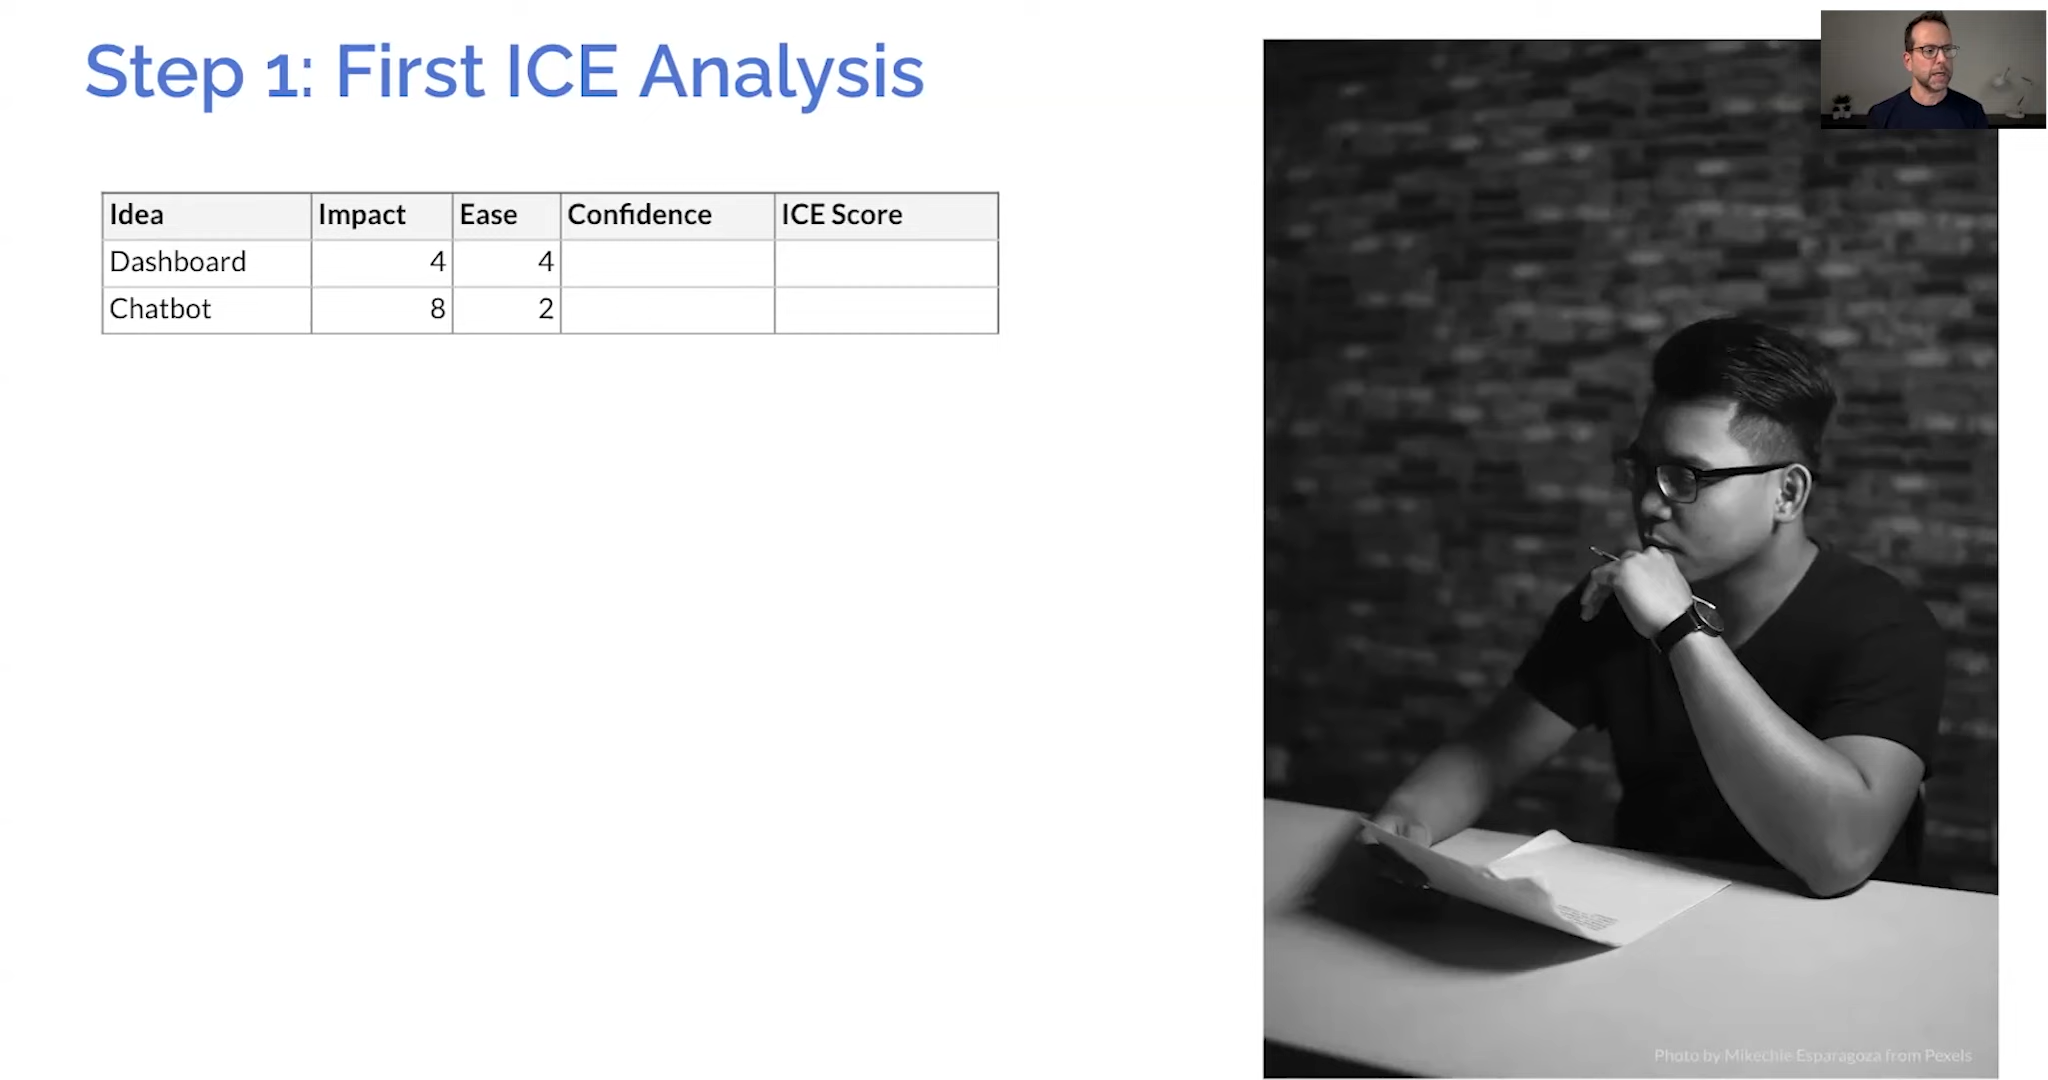 Step 1: First ICE Analysis
Idea Impact Ease Confidence ICE Score
Dashboard 4 4
Chatbot 8 2
Photo by Mikechie Esparagoza from Pexels